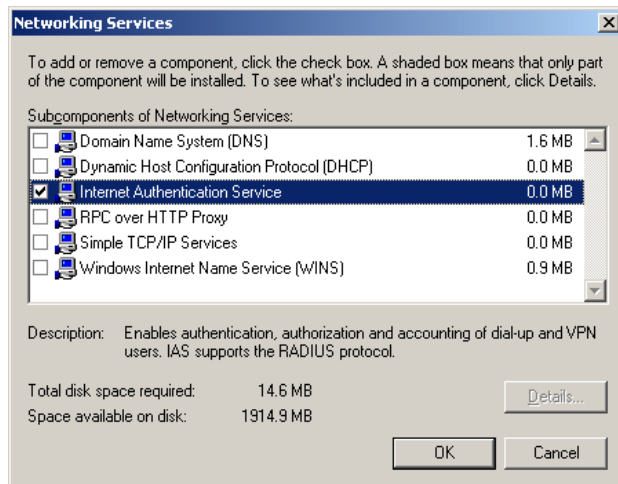 Networking Services
To add or remove a component, click the check box. A shaded box means that only part
of the component will be installed. To see what's included in a component, click Details.
Subcomponents of Networking Services:
Domain Name System (DNS) 1.6 MB
Dynamic Host Configuration Protocol (DHCP) 0.0 MB
Internet Authentication Service 0.0 MB
RPC over HTTP Proxy 0.0 MB
Simple TCP/IP Services 0.0 MB
Windows Internet Name Service (WINS) 0.9 MB
Description: Enables authentication, authorization and accounting of dial-up and VPN
users. IAS supports the RADIUS protocol.
Total disk space required: 14.6 MB
Details...
Space available on disk: 1914.9 MB
OK Cancel